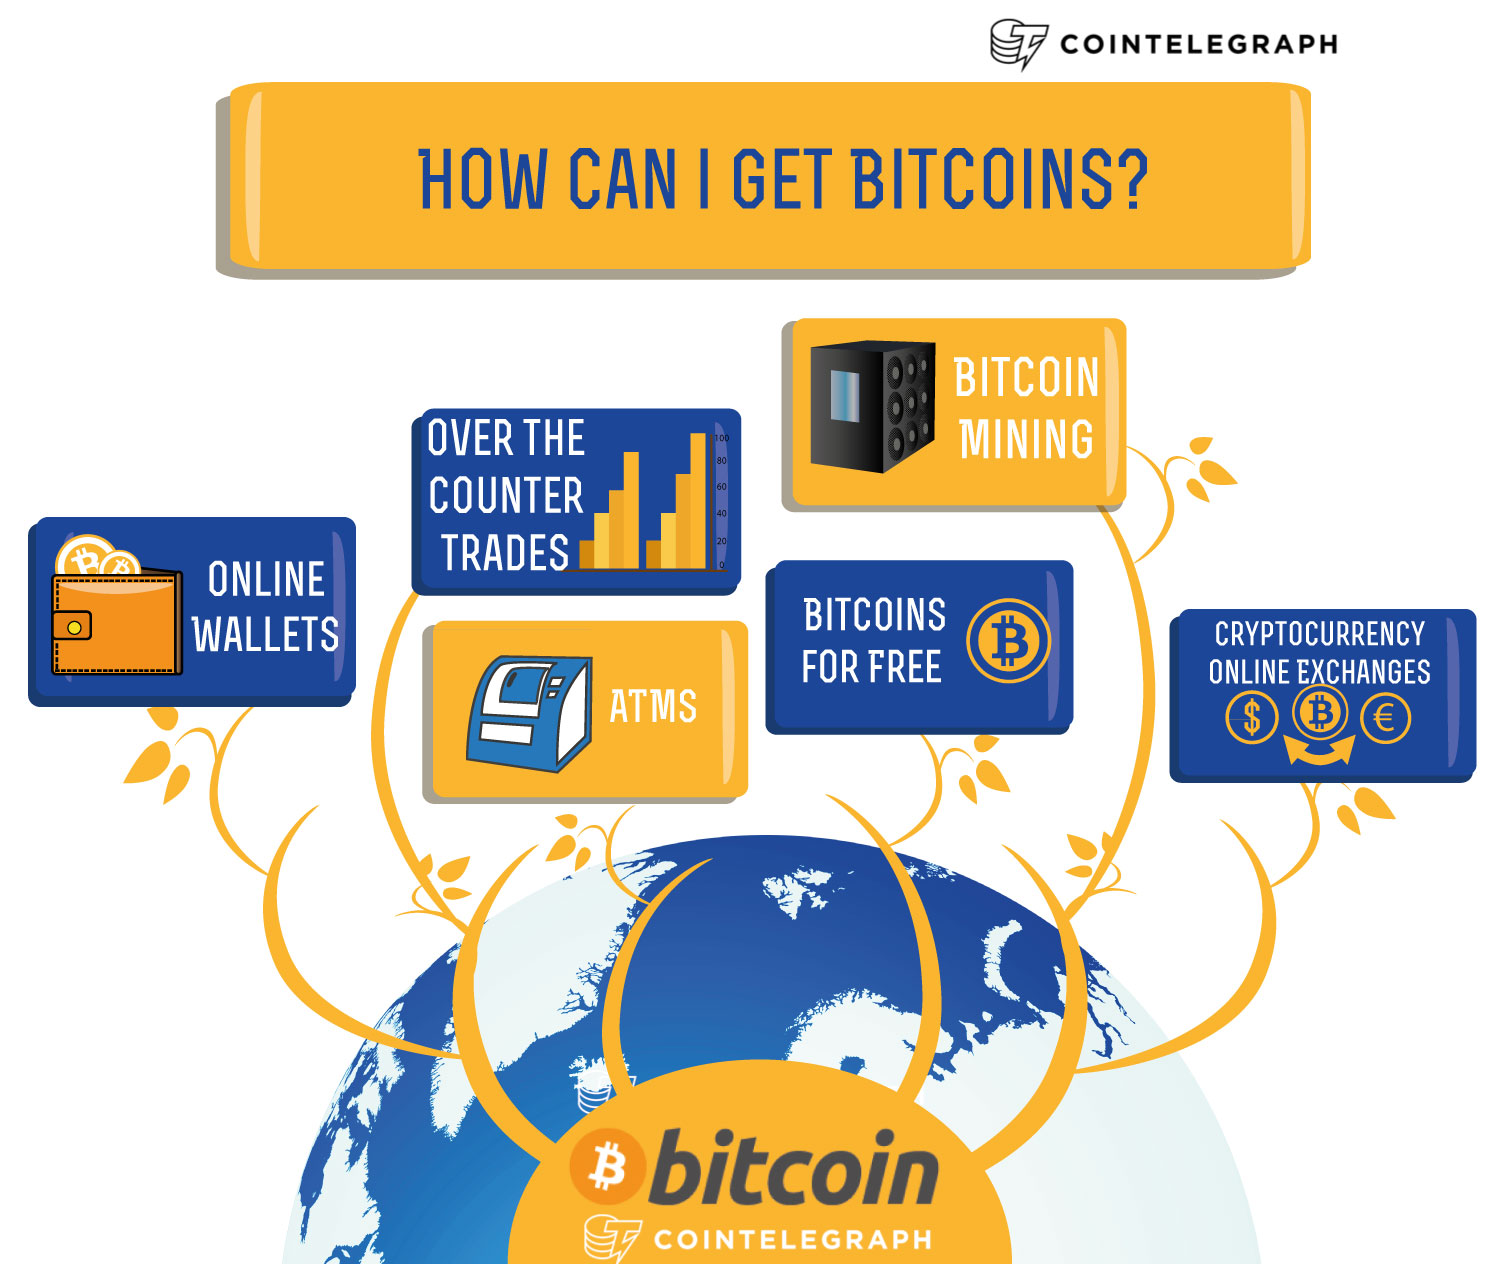 COINTELEGRAPH
HOW CAN I GET BITCOINS?
BITCOIN
MINING
OVER THE
COUNTER
TRADES
100
80
60
40
20
0
ONLINE
WALLETS
BITCOINS
FOR FREE
CRYPTOCURRENCY
ONLINE EXCHANGES
$
€
ATMS
bitcoin
COINTELEGRAPH